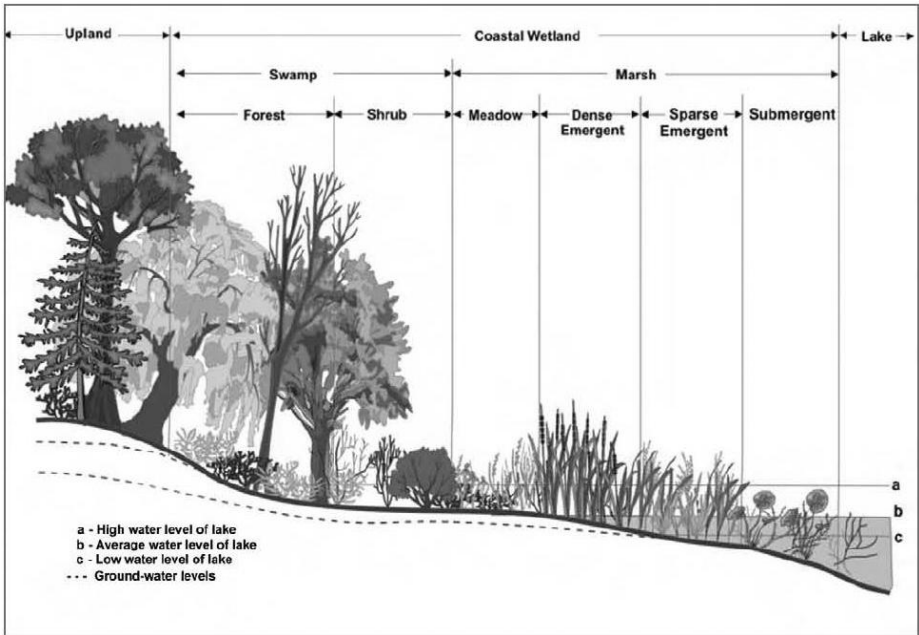 Upland
Coastal Wetland
Lake
Swamp
Marsh
Forest
Shrub
Meadow
Dense
Emergent
Sparse
Emergent
Submergent
a
b
c
a - High water level of lake
b - Average water level of lake
c - Low water level of lake
Ground-water levels